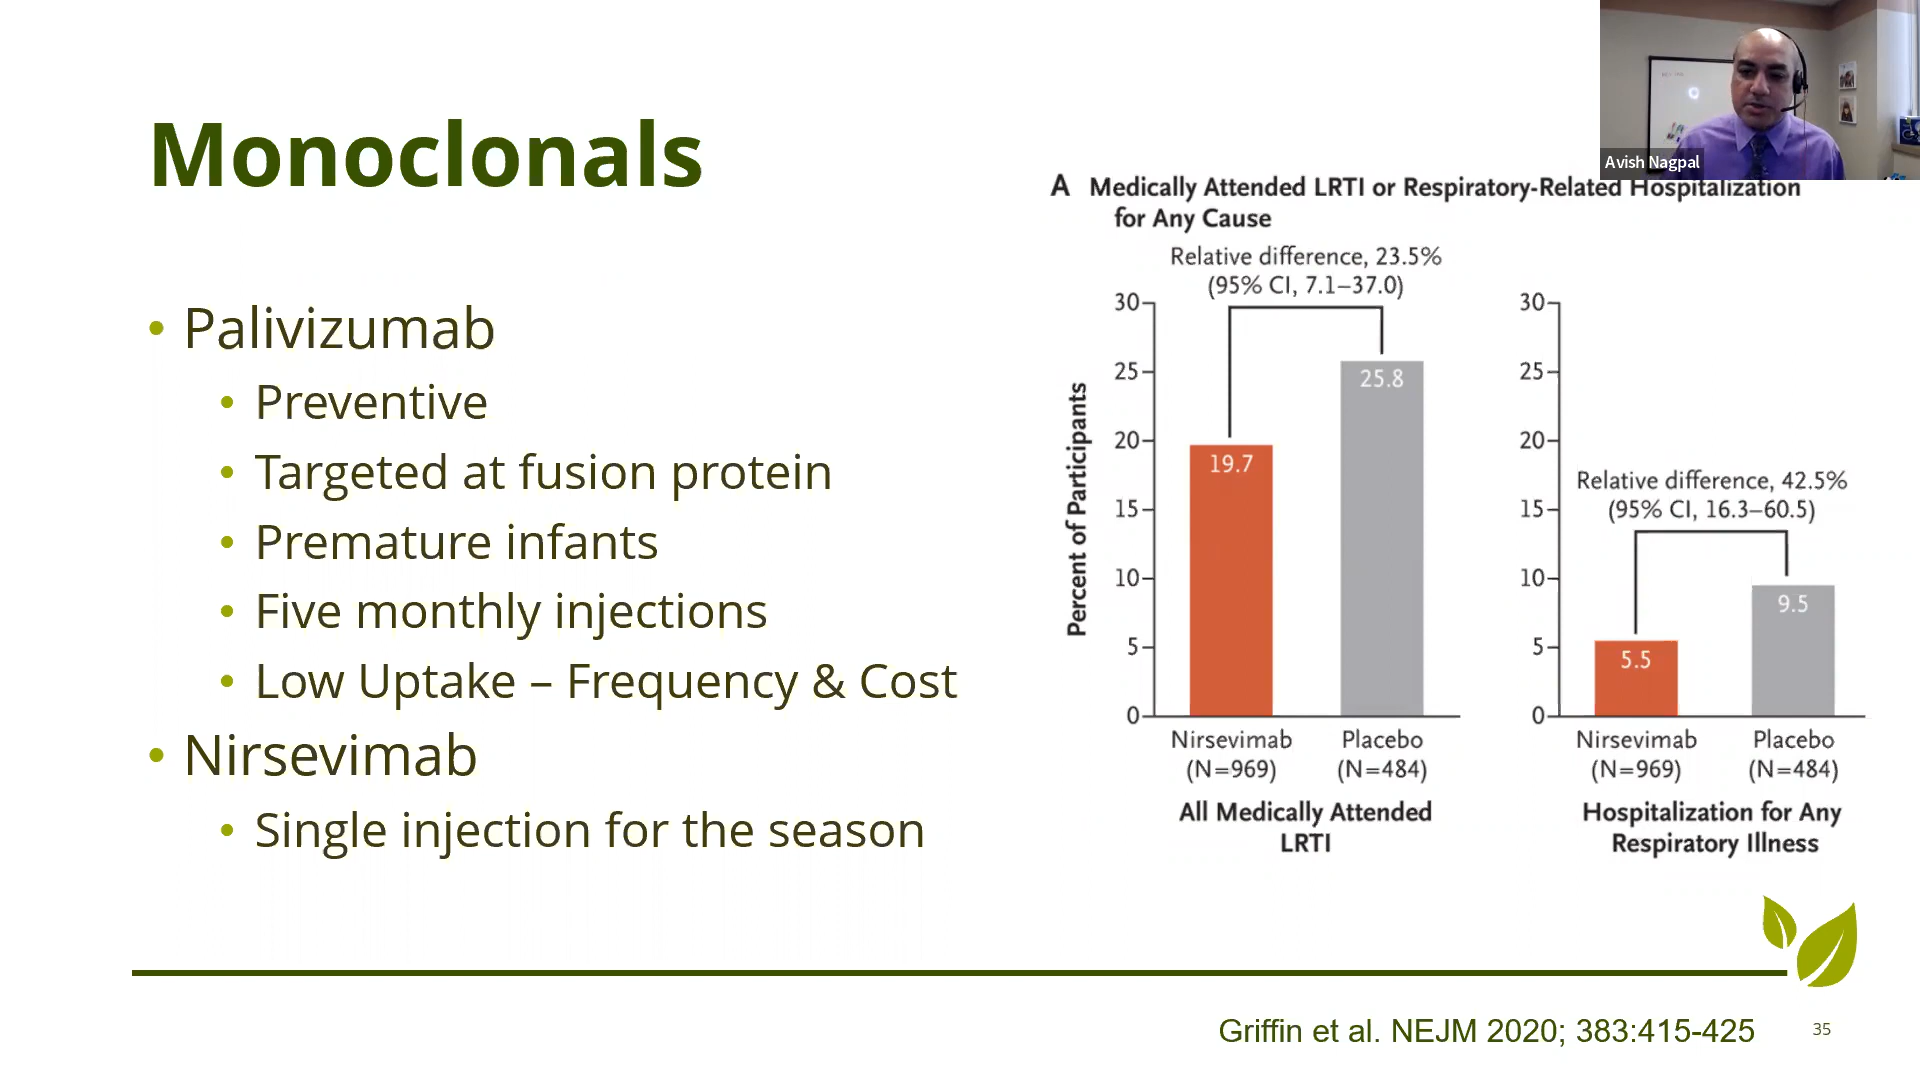 Monoclonals
• Palivizumab
• Preventive
• Targeted at fusion protein
• Premature infants
• Five monthly injections
• Low Uptake – Frequency & Cost
• Nirsevimab
• Single injection for the season
Avish Nagpal
A Medically Attended LRTI or Respiratory-Related Hospitalization
for Any Cause
Percent of Participants
Relative difference, 23.5%
(95% CI, 7.1–37.0)
30
25
20
15
10
5
0
19.7
25.8
Nirsevimab
(N=969)
Placebo
(N=484)
All Medically Attended
LRTI
30
25
20
15
10
5
0
Relative difference, 42.5%
(95% CI, 16.3–60.5)
5.5
9.5
Nirsevimab
(N=969)
Placebo
(N=484)
Hospitalization for Any
Respiratory Illness
Griffin et al. NEJM 2020; 383:415-425
35